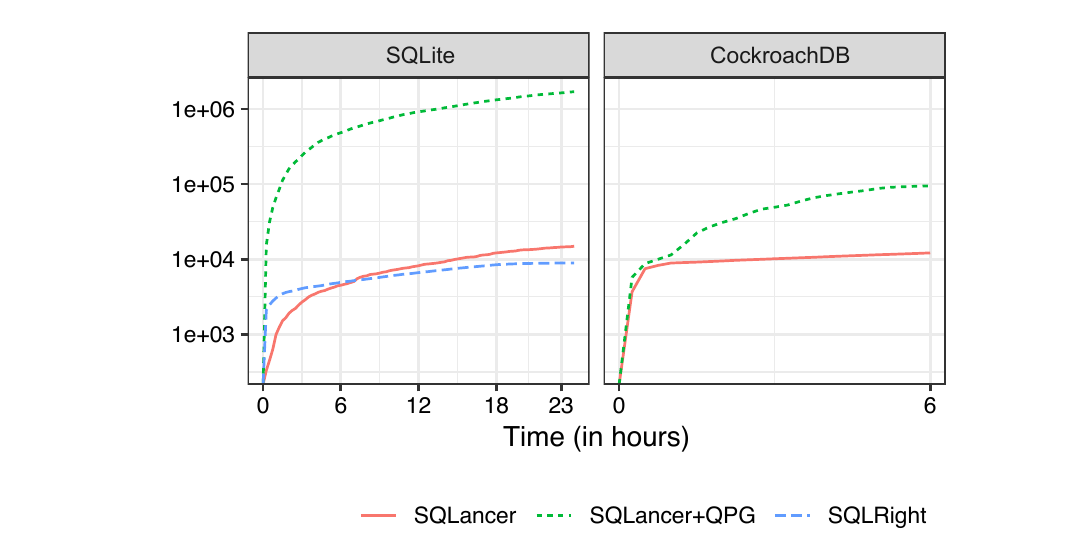 SQLite CockroachDB
1e+06
1e+05
1e+04
1e+03
0 6 12 18 23 0 6
Time (in hours)
SQLancer SQLancer+QPG SQLRight